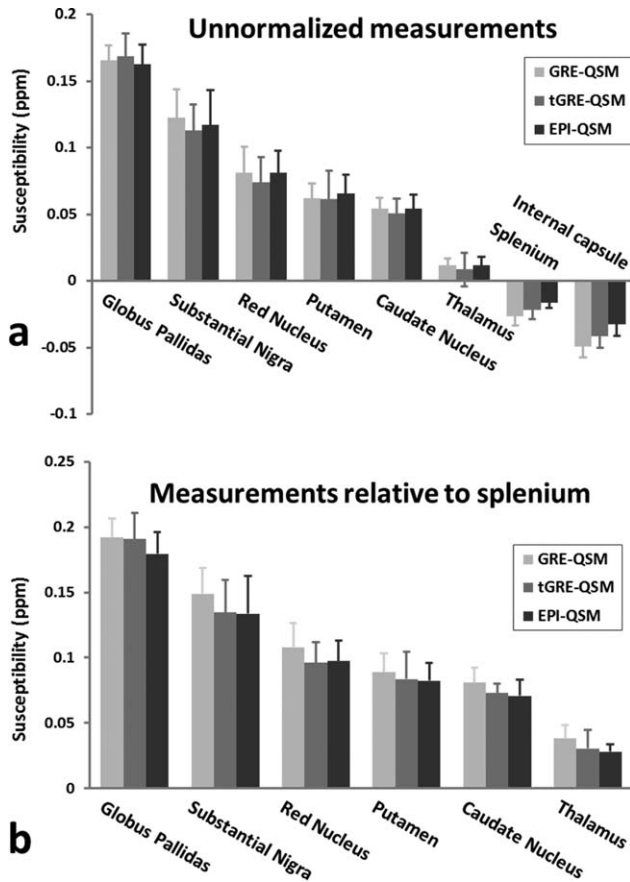 Unnormalized measurements
Susceptibility (ppm)
0.2
0.15
0.1
0.05
0
-0.05
-0.1
GRE-QSM
tGRE-QSM
EPI-QSM
Globus Pallidas
Substantial Nigra
Red Nucleus
Putamen
Caudate Nucleus
Thalamus
Splenium
Internal capsule
a
Measurements relative to splenium
Susceptibility (ppm)
0.25
0.2
0.15
0.1
0.05
0
GRE-QSM
tGRE-QSM
EPI-QSM
Globus Pallidas
Substantial Nigra
Red Nucleus
Putamen
Caudate Nucleus
Thalamus
b